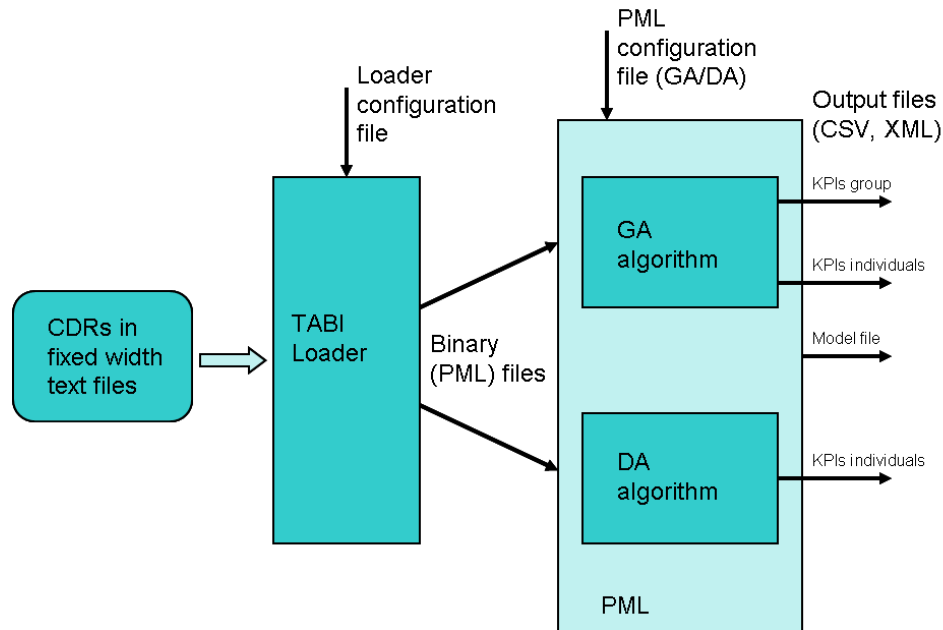 PML
configuration
file (GA/DA)
Loader
configuration
file
Output files
(CSV, XML)
KPIs group
GA
algorithm
KPIs individuals
CDRs in
fixed width
text files
TABI
Loader
Binary
(PML) files
Model file
DA
algorithm
KPIs individuals
PML